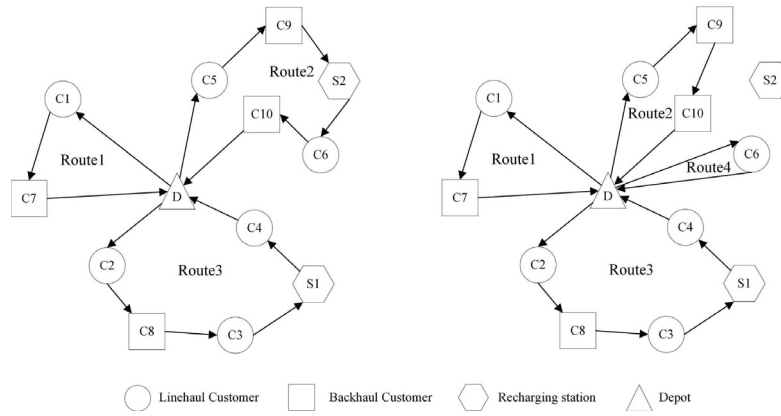 C9
C9
C5
Route2
S2
C5
S2
C1
C10
C1
Route2
C10
C6
C6
Route1
Route1
Route4
C7
D
C7
D
C4
C4
C2
Route3
C2
Route3
S1
S1
C8
C3
C8
C3
Linehaul Customer
Backhaul Customer
Recharging station
Depot